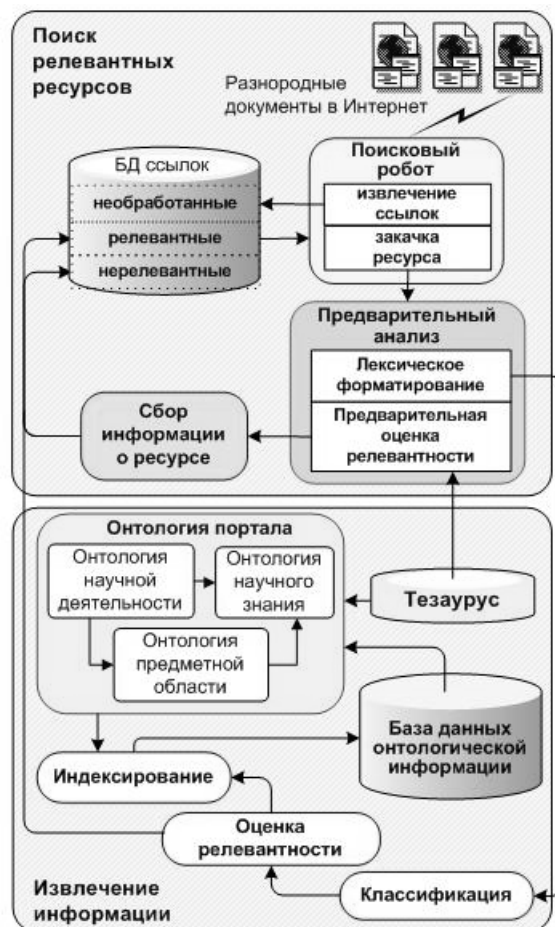 Поиск
релевантных
ресурсов
Разнородные
документы в Интернет
БД ссылок
необработанные
релевантные
нерелевантные
Поисковый
робот
извлечение
ссылок
закачка
ресурса
Предварительный
анализ
Лексическое
форматирование
Предварительная
оценка
релевантности
Сбор
информации
о ресурсе
Онтология портала
Онтология
научной
деятельности
Онтология
научного
знания
Онтология
предметной
области
Тезаурус
База данных
онтологической
информации
Индексирование
Оценка
релевантности
Классификация
Извлечение
информации